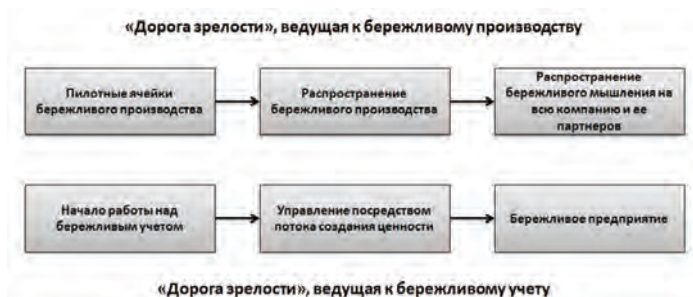 «Дорога зрелости», ведущая к бережливому производству
Пилотные ячейки
бережливого производства
Распространение
бережливого производства
Распространение
бережливого мышления на
всю компанию и ее
партнеров
Начало работы над
бережливым учетом
Управление посредством
потока создания ценности
Бережливое предприятие
«Дорога зрелости», ведущая к бережливому учету